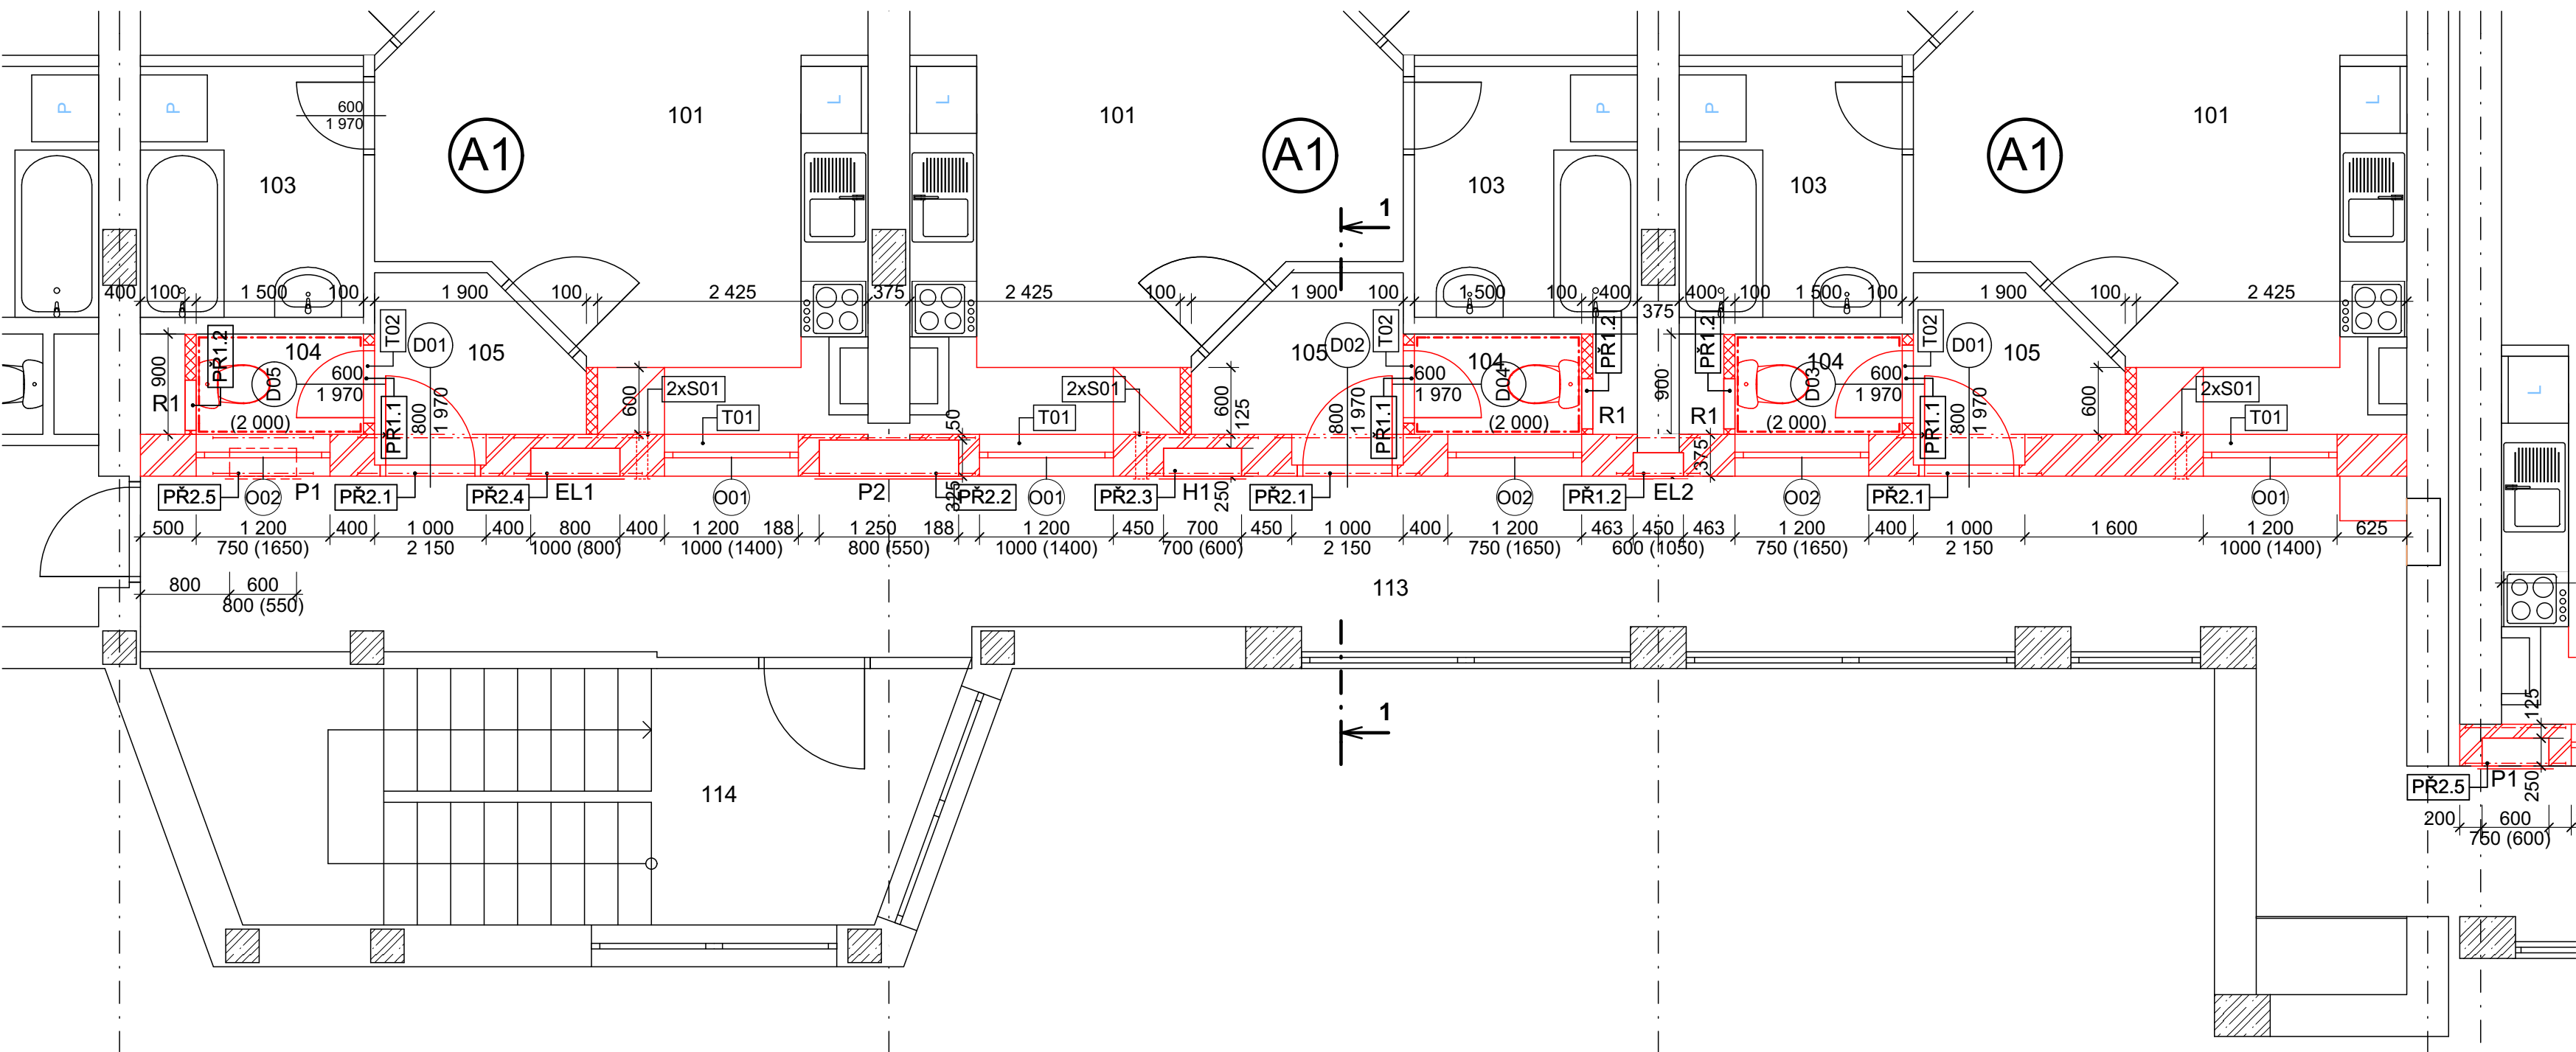 101
101
101
P
P
L
L
P
P
L
600
1 970
A1
A1
A1
103
103
103
1
400
100
1 500
100
1 900
100
2 425
375
2 425
100
1 900
100
1 500
100
400
375
400
100
1 500
100
1 900
100
2 425
PŘ1.2
104
T02
D01
105
105
D02
T02
104
PŘ1.2
PŘ1.2
104
T02
D01
105
900
R1
D05
600
1 970
(2 000)
PŘ1.1
800
1 970
600
2xS01
T01
50
T01
2xS01
600
125
800
1 970
PŘ1.1
600
1 970
D04
(2 000)
R1
900
R1
D03
(2 000)
600
1 970
PŘ1.1
800
1 970
600
2xS01
T01
L
375
PŘ2.5
O02
P1
PŘ2.1
PŘ2.4
EL1
O01
P2
325
PŘ2.2
O01
PŘ2.3
H1
250
PŘ2.1
O02
PŘ1.2
EL2
O02
PŘ2.1
O01
500
1 200
400
1 000
400
800
400
1 200
188
1 250
188
1 200
450
700
450
1 000
400
1 200
463
450
463
1 200
400
1 000
1 600
1 200
625
750 (1650)
2 150
1000 (800)
1000 (1400)
800 (550)
1000 (1400)
700 (600)
2 150
750 (1650)
600 (1050)
750 (1650)
2 150
1000 (1400)
800
600
800 (550)
113
1
114
125
PŘ2.5
P1
250
200
600
750 (600)